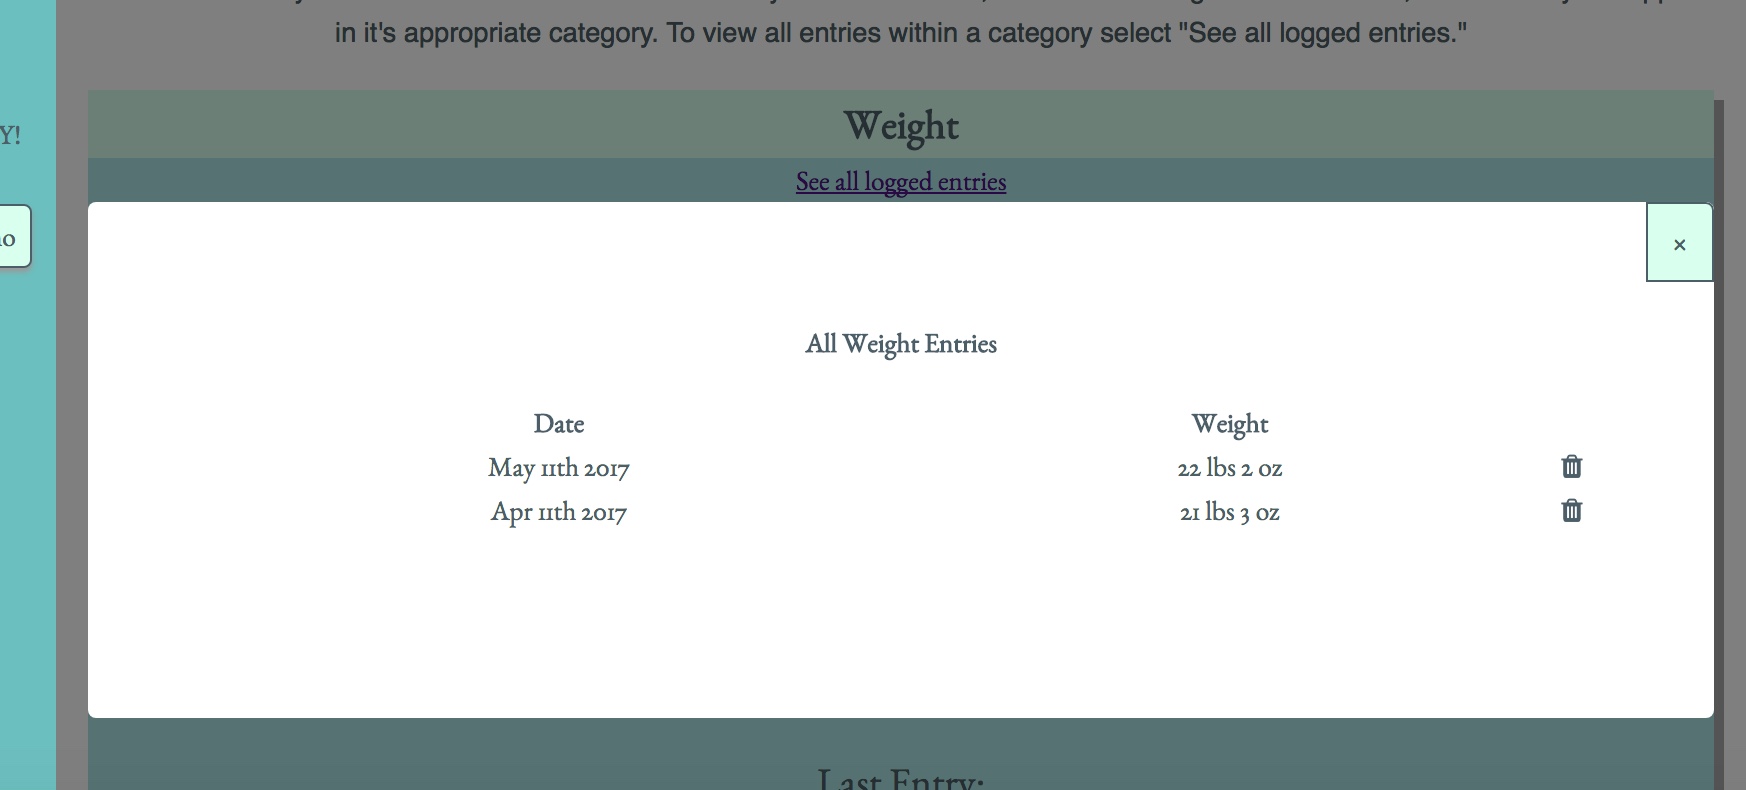 in it's appropriate category. To view all entries within a category select "See all logged entries."
Y!
Weight
See all logged entries
×
All Weight Entries
Date Weight
May 11th 2017 22 lbs 2 oz
Apr 11th 2017 21 lbs 3 oz
Last Entry: